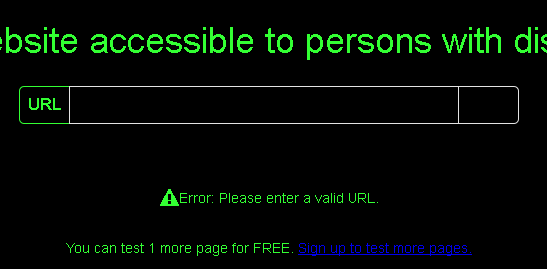 ebsite accessible to persons with dis
URL
Error: Please enter a valid URL.
You can test 1 more page for FREE. Sign up to test more pages.